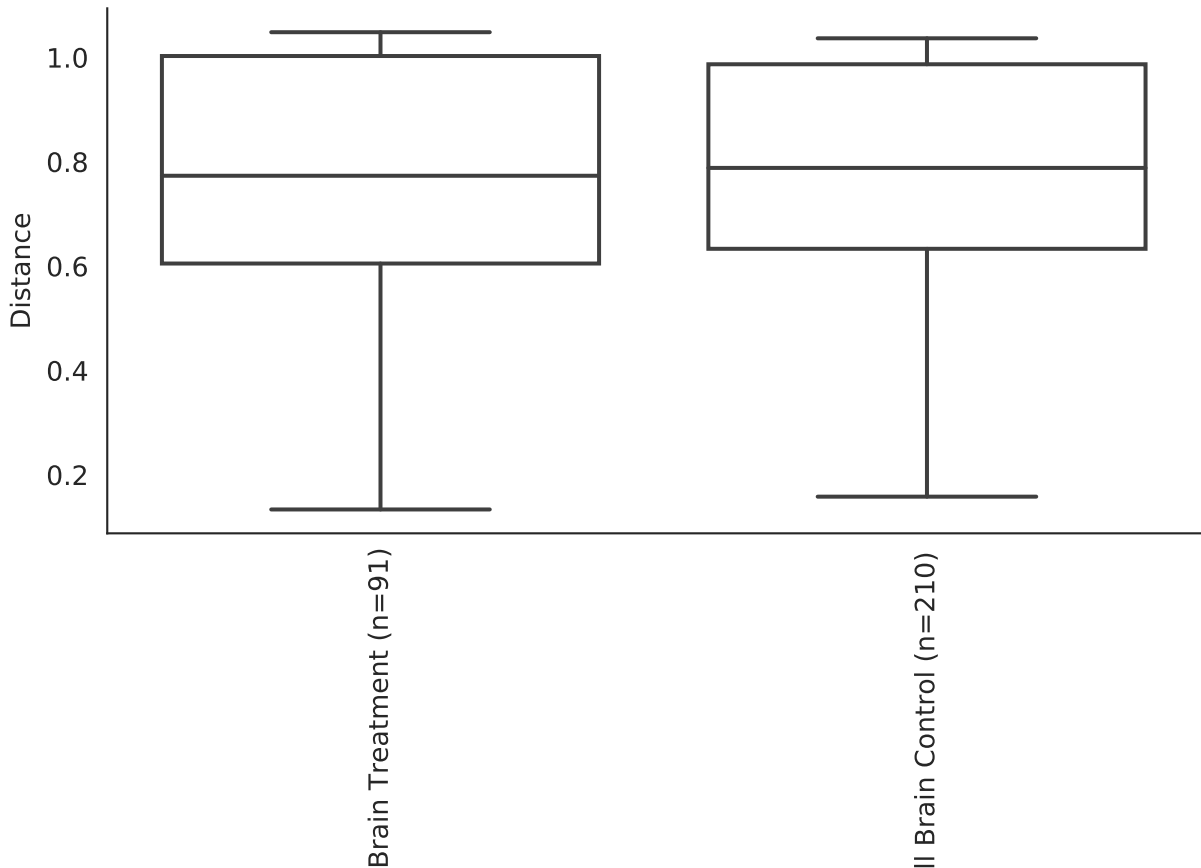 1.0
0.8
0.6
0.4
0.2
Distance
Brain Treatment (n=91)
ll Brain Control (n=210)